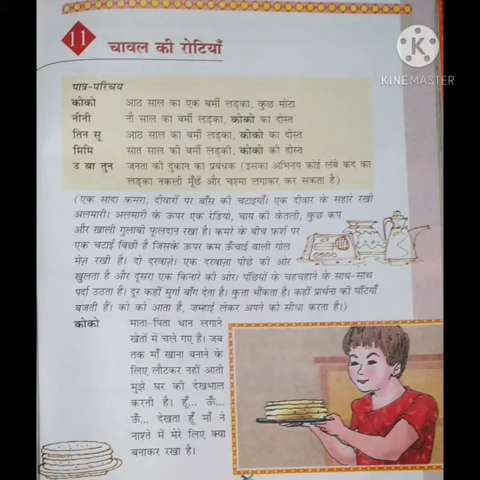 11
चावल की रोटियाँ
KINEMASTER
पात्र-परिचय
कोको आठ साल का एक बर्मी लड़का, कुछ मोटा
नीनी नौ साल का बर्मी लड़का, कोको का दोस्त
तिन सू आठ साल का बर्मी लड़का, कोको का दोस्त
मिमि सात साल की बर्मी लड़की, कोको की दोस्त
उ बा तुन जनता की दुकान का प्रबंधक (इसका अभिनय कोई लंबे कद का
लड़का नकली मूँछें और चश्मा लगाकर कर सकता है)
(एक सादा कमरा, दीवारों पर बाँस की चटाइयाँ। एक दीवार के सहारे रखी
अलमारी। अलमारी के ऊपर एक रेडियो, चाय की केतली, कुछ कप
और खाली गुलाबी फूलदान रखा है। कमरे के बीच फ़र्श पर
एक चटाई बिछी है जिसके ऊपर कम ऊँचाई वाली गोल
मेज़ रखी है। दो दरवाज़े। एक दरवाज़ा पीछे की ओर
खुलता है और दूसरा एक किनारे की ओर। पंछियों के चहचहाने के साथ-साथ
पर्दा उठता है। दूर कहीं मुर्गा बाँग देता है। कुत्ता भौंकता है। कहीं प्रार्थना की घंटियाँ
बजती हैं। को को आता है, जम्हाई लेकर अपने को सीधा करता है।)
कोको माता-पिता धान लगाने
खेतों में चले गए हैं। जब
तक माँ खाना बनाने के
लिए लौटकर नहीं आती
मुझे घर की देखभाल
करनी है। हूँ... ऊँ...
ऊँ... देखता हूँ माँ ने
नाश्ते में मेरे लिए क्या
बनाकर रखा है।